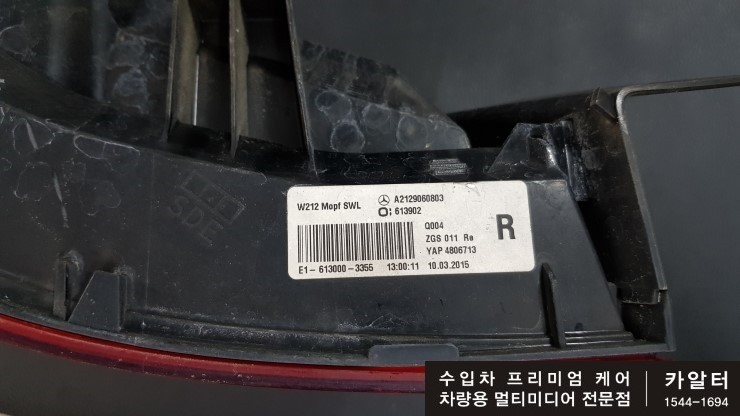 W212 Mopf SWL
A2129060803
613902
Q004
ZGS 011 Re
YAP 4806713
R
E1-613000-3355 13:00:11 10.03.2015
수입차 프리미엄 케어
차량용 멀티미디어 전문점
카알터
1544-1694